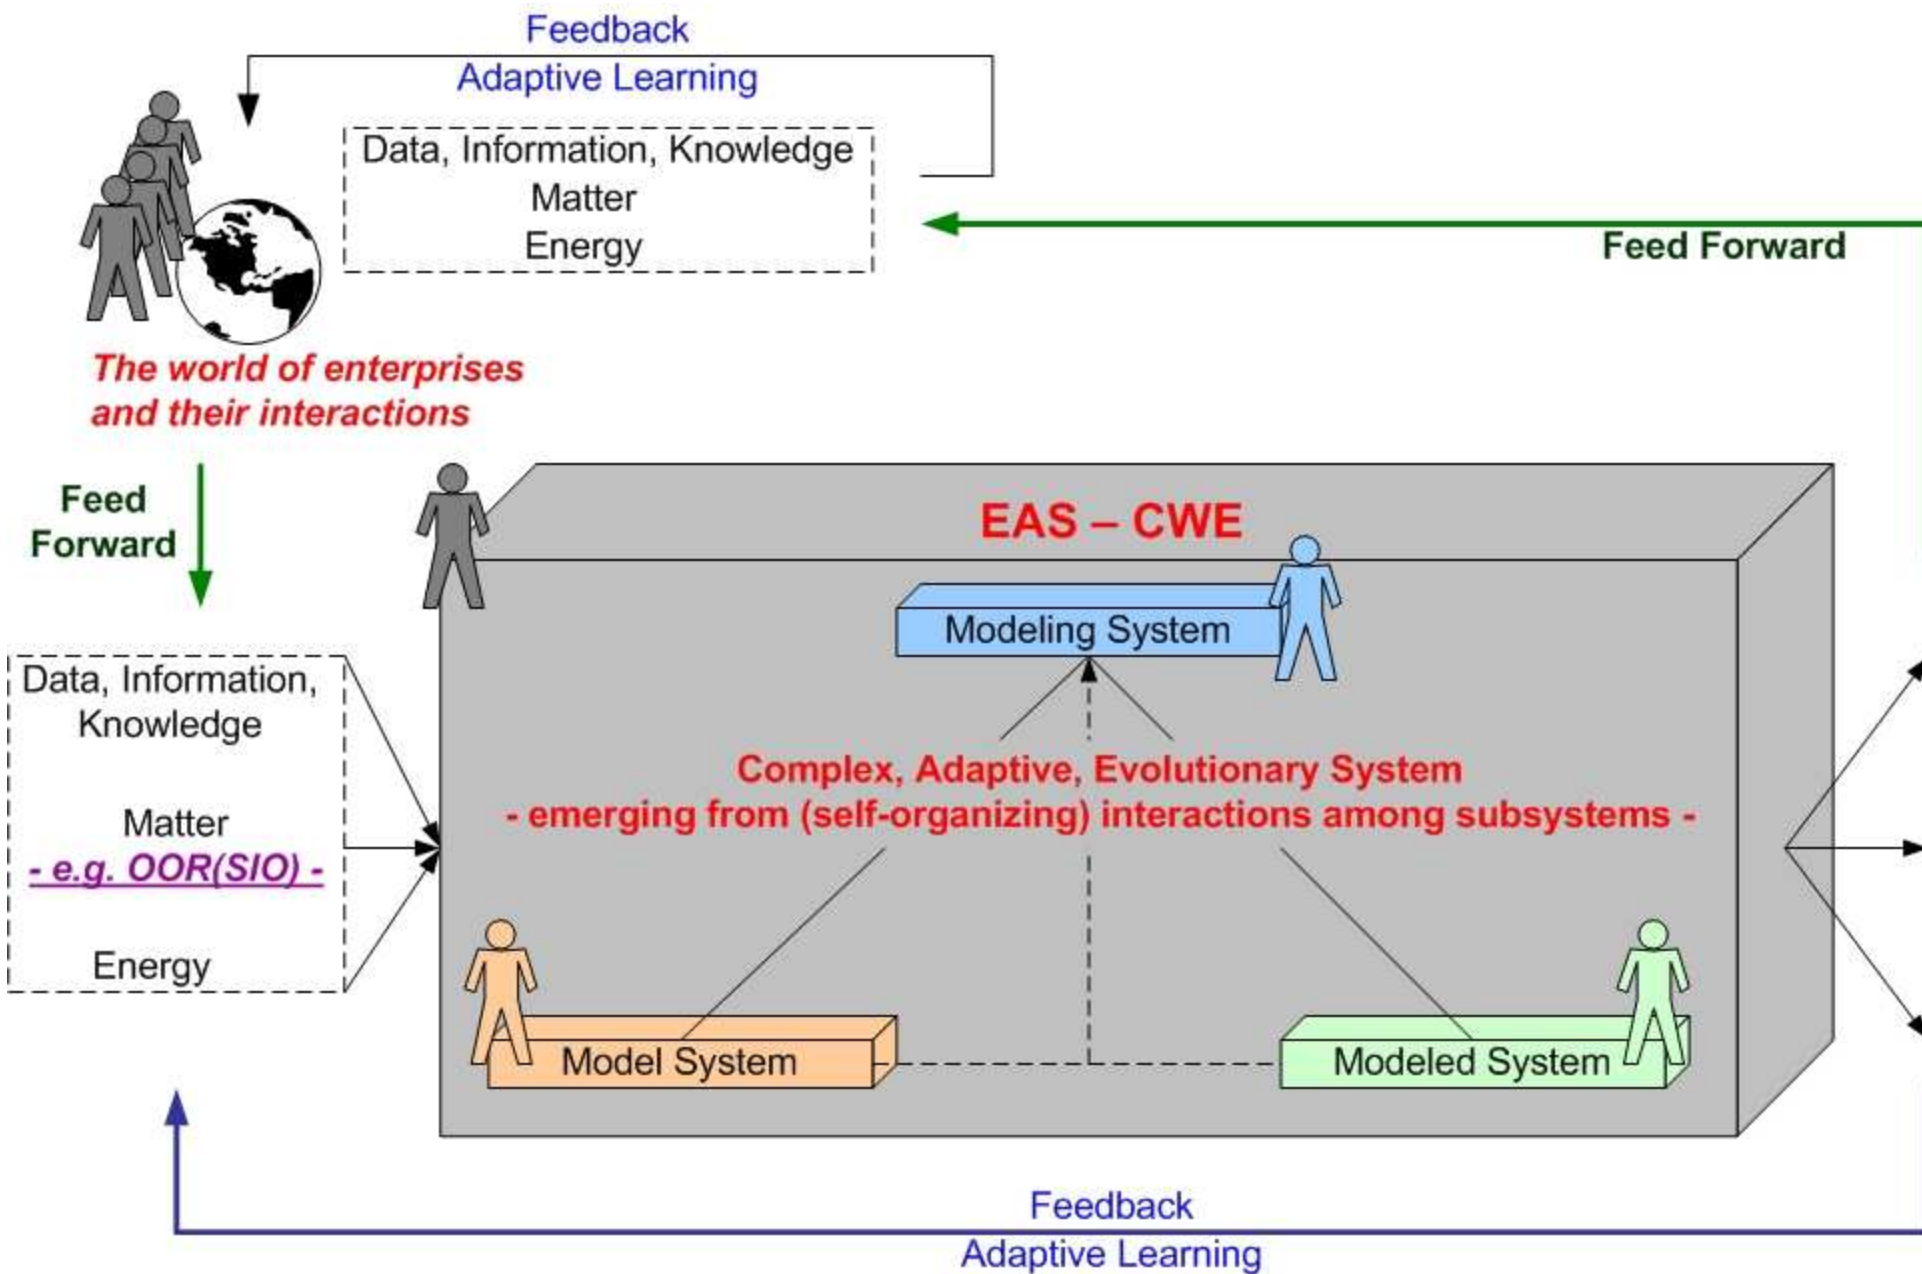 Feedback
Adaptive Learning
Data, Information, Knowledge
Matter
Energy
Feed Forward
The world of enterprises
and their interactions
Feed
Forward
EAS – CWE
Modeling System
Data, Information,
Knowledge
Matter
- e.g. OOR(SIO) -
Energy
Complex, Adaptive, Evolutionary System
- emerging from (self-organizing) interactions among subsystems -
Model System
Modeled System
Feedback
Adaptive Learning